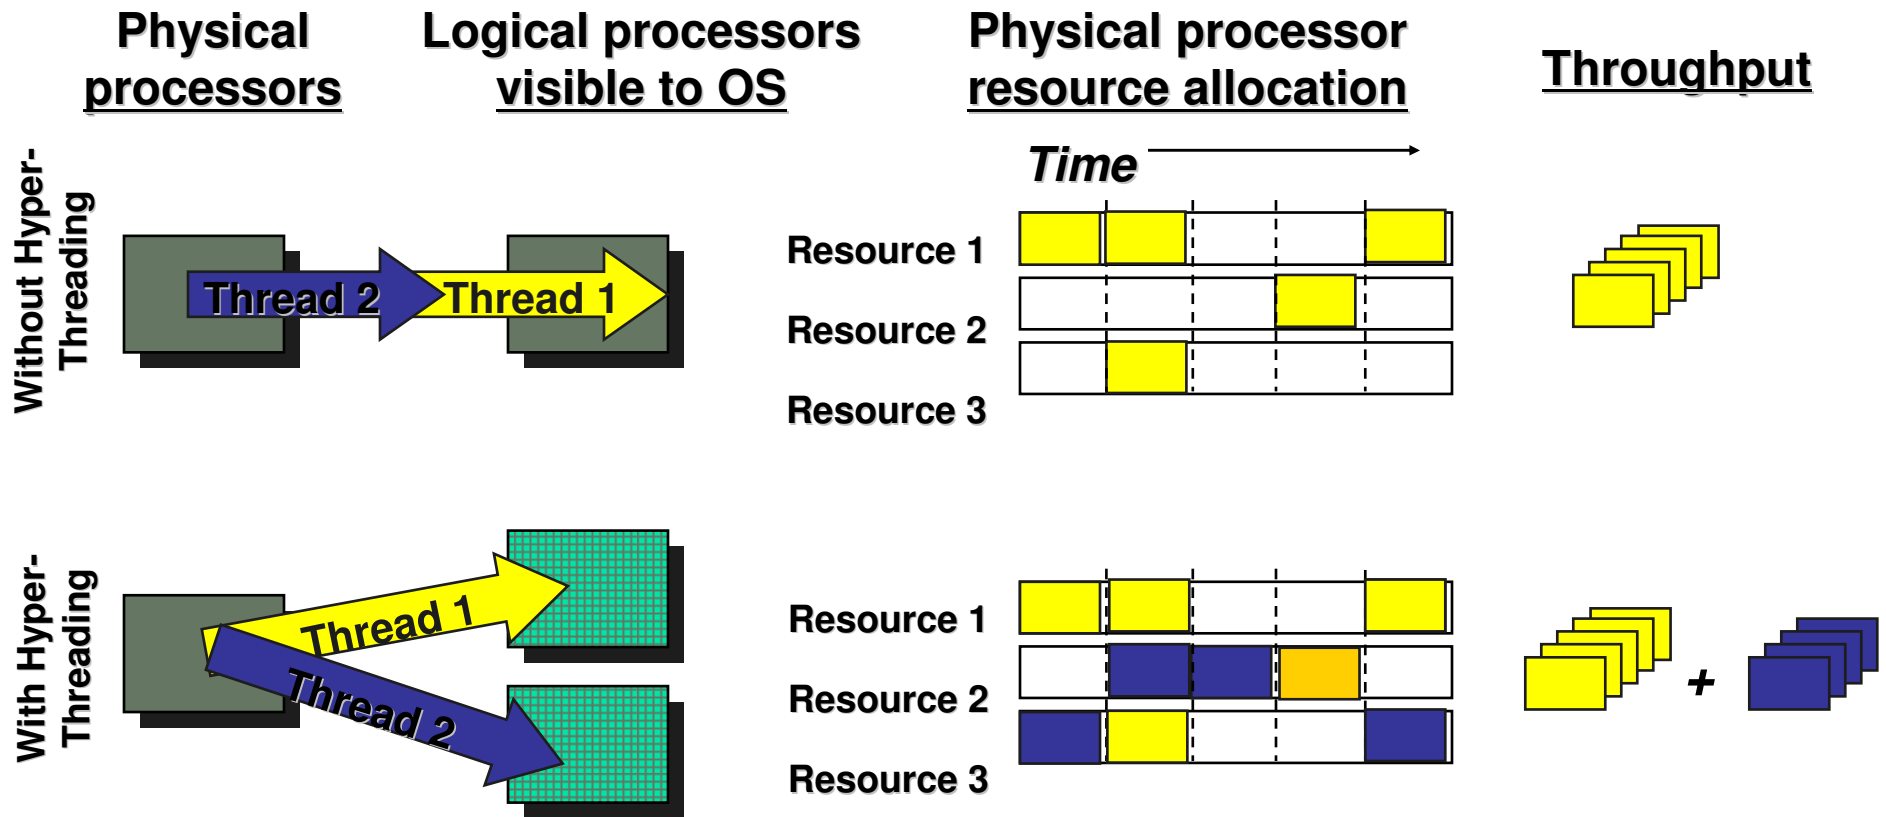 Physical
processors
Logical processors
visible to OS
Physical processor
resource allocation
Throughput
Time
Without Hyper-
Threading
Thread 2
Thread 1
Resource 1
Resource 2
Resource 3
With Hyper-
Threading
Thread 1
Thread 2
Resource 1
Resource 2
Resource 3
+